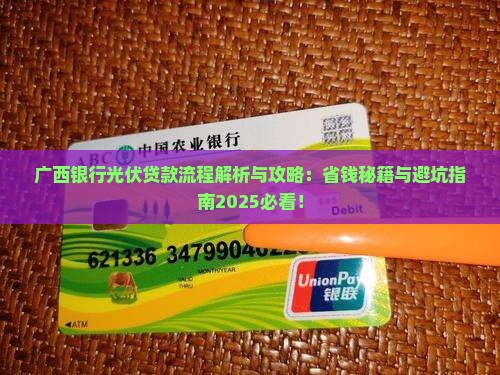 ABC 中国农业银行
广西银行光伏贷款流程解析与攻略：省钱秘籍与避坑指
南2025必看！
Debit
621336 34799040
MONTH/YEAR
VALID
THRU
UnionPay
银联
◀ATM